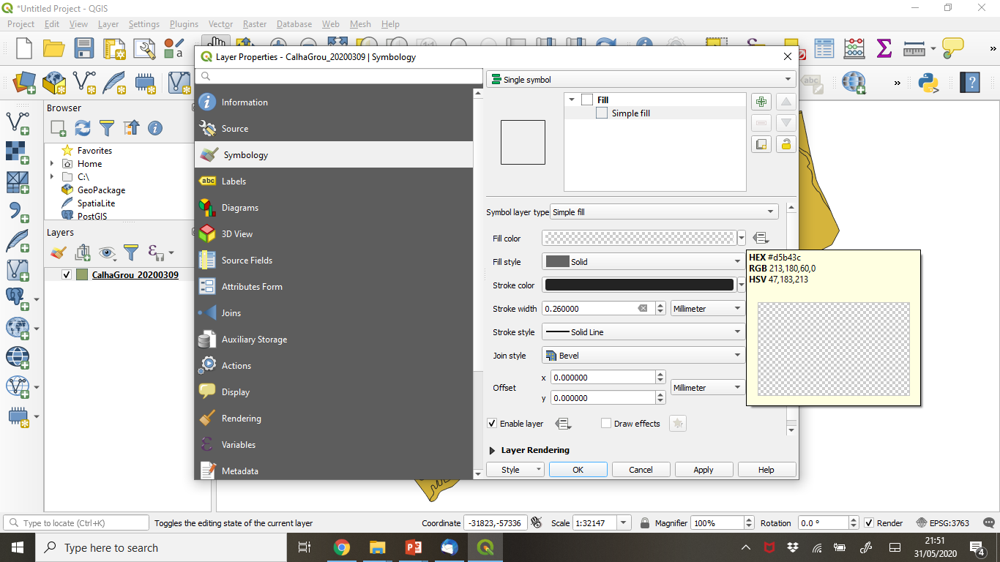 *Untitled Project - QGIS
Project Edit View Layer Settings Plugins Vector Raster Database Web Mesh Help
Layer Properties - CalhaGrou_20200309 | Symbology
Single symbol
Information
Source
Symbology
Labels
Diagrams
3D View
Source Fields
Attributes Form
Joins
Auxiliary Storage
Actions
Display
Rendering
Variables
Metadata
Fill
Simple fill
Symbol layer type Simple fill
Fill color
Fill style Solid
Stroke color
Stroke width 0.260000 Millimeter
Stroke style Solid Line
Join style Bevel
Offset x 0.000000 Millimeter
y 0.000000
Enable layer Draw effects
Layer Rendering
Style OK Cancel Apply Help
HEX #d5b43c
RGB 213,180,60,0
HSV 47,183,213
Browser
Favorites
Home
C:\
GeoPackage
SpatiaLite
PostGIS
Layers
CalhaGrou_20200309
abc
abc
Type to locate (Ctrl+K) Toggles the editing state of the current layer Coordinate -31823,-57336 Scale 1:32147 Magnifier 100% Rotation 0.0 ° Render EPSG:3763
Type here to search
21:51
31/05/2020
4